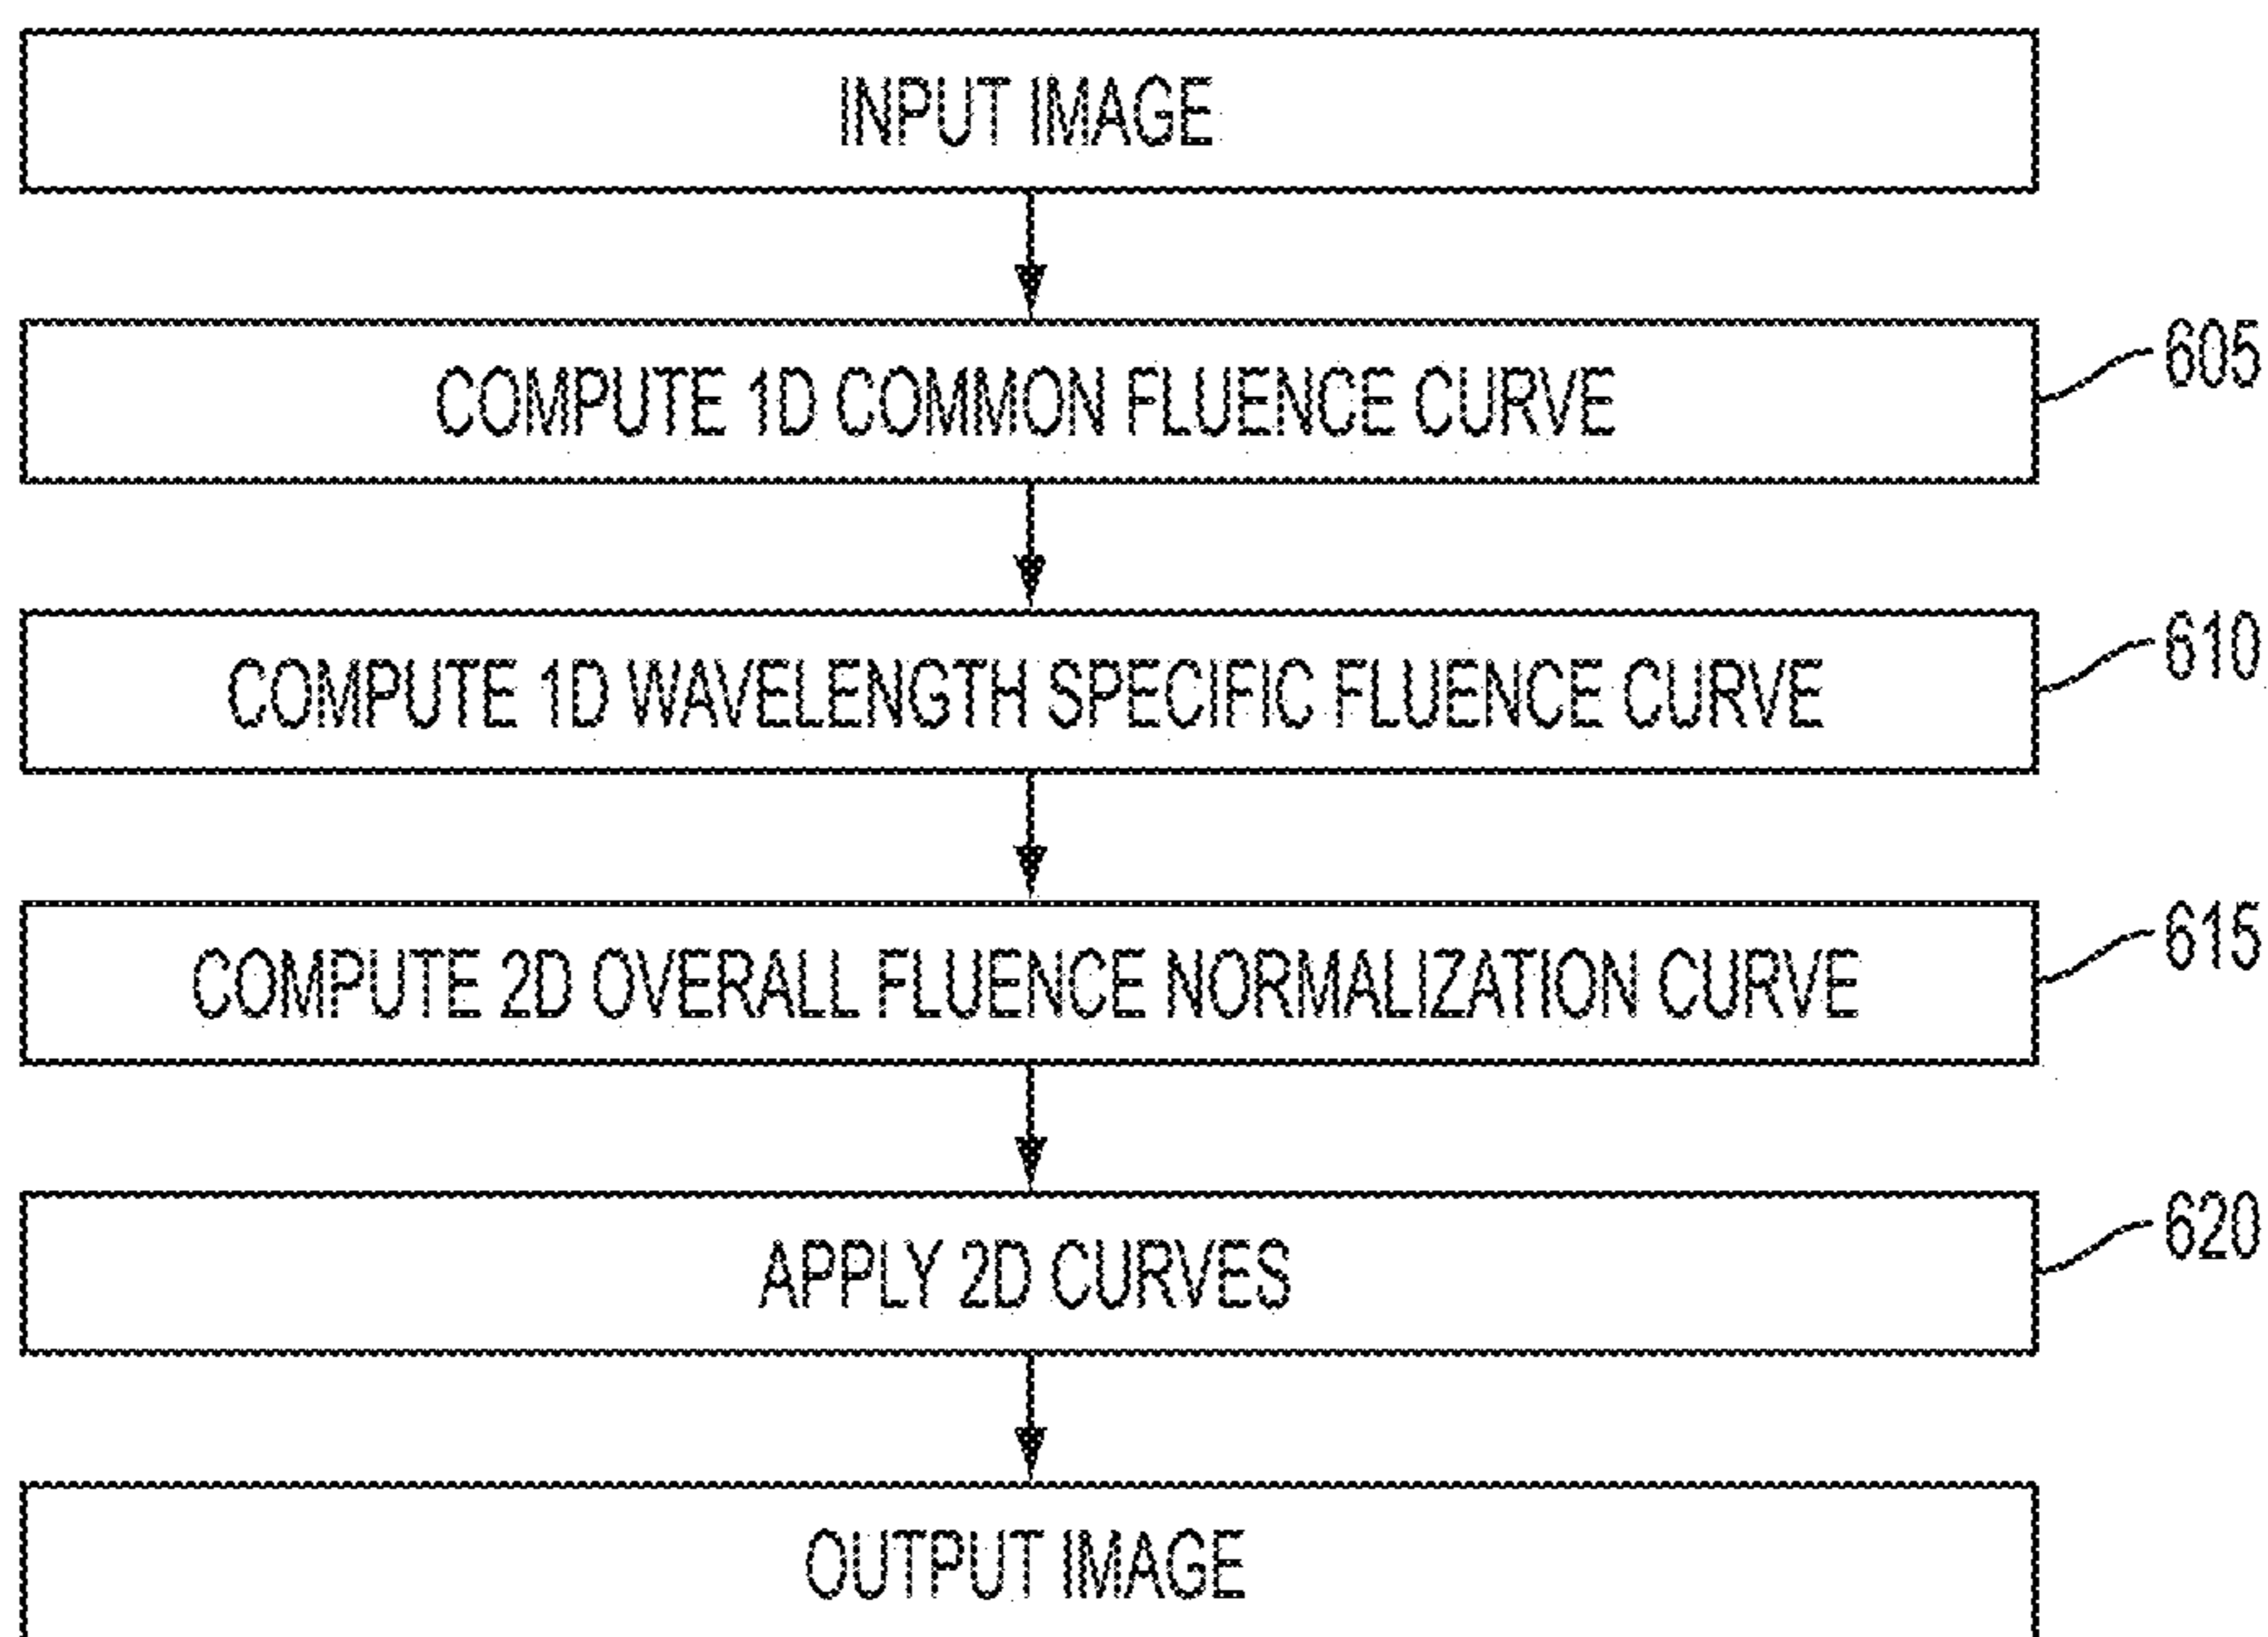 INPUT IMAGE
COMPUTE 1D COMMON FLUENCE CURVE
605
COMPUTE 1D WAVELENGTH SPECIFIC FLUENCE CURVE
610
COMPUTE 2D OVERALL FLUENCE NORMALIZATION CURVE
615
APPLY 2D CURVES
620
OUTPUT IMAGE